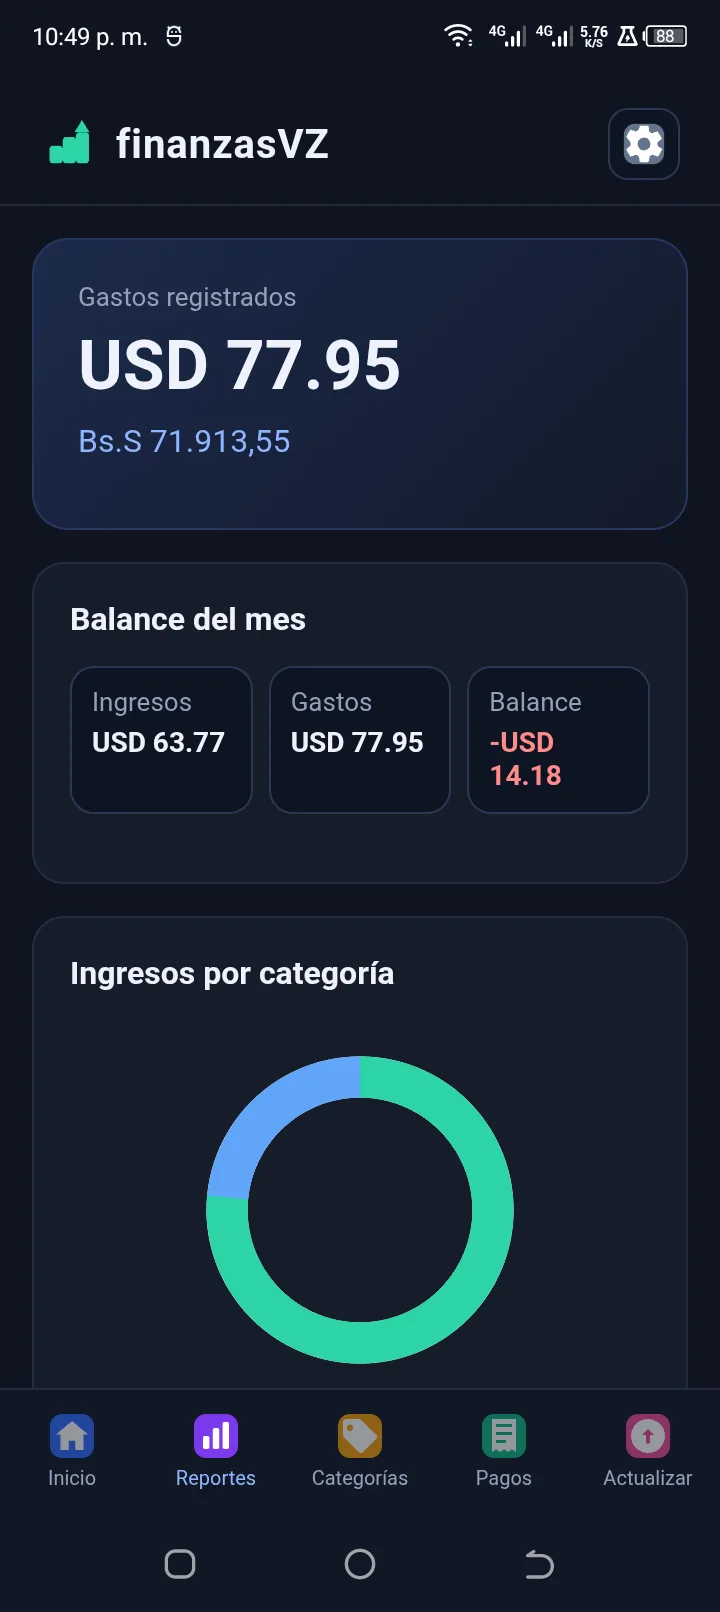 10:49 p. m.
4G 4G 5.76 K/S 88
finanzasVZ
Gastos registrados
USD 77.95
Bs.S 71.913,55
Balance del mes
Ingresos
USD 63.77
Gastos
USD 77.95
Balance
-USD
14.18
Ingresos por categoría
Inicio
Reportes
Categorías
Pagos
Actualizar